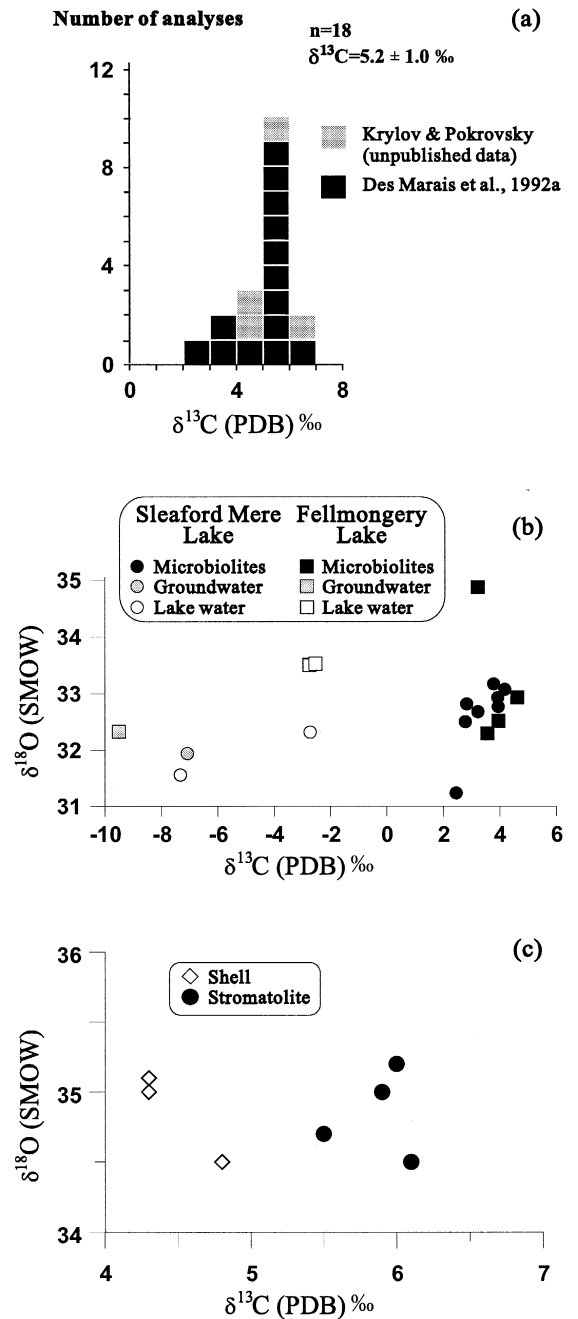 Number of analyses
(a)
n=18
δ¹³C=5.2 ± 1.0 ‰
12
8
4
0
Krylov & Pokrovsky
(unpublished data)
Des Marais et al., 1992a
0 4 8
δ¹³C (PDB) ‰
(b)
Sleaford Mere Lake
Fellmongery Lake
Microbiolites
Groundwater
Lake water
Microbiolites
Groundwater
Lake water
δ¹⁸O (SMOW)
35
34
33
32
31
-10 -8 -6 -4 -2 0 2 4 6
δ¹³C (PDB) ‰
(c)
Shell
Stromatolite
δ¹⁸O (SMOW)
36
35
34
4 5 6 7
δ¹³C (PDB) ‰